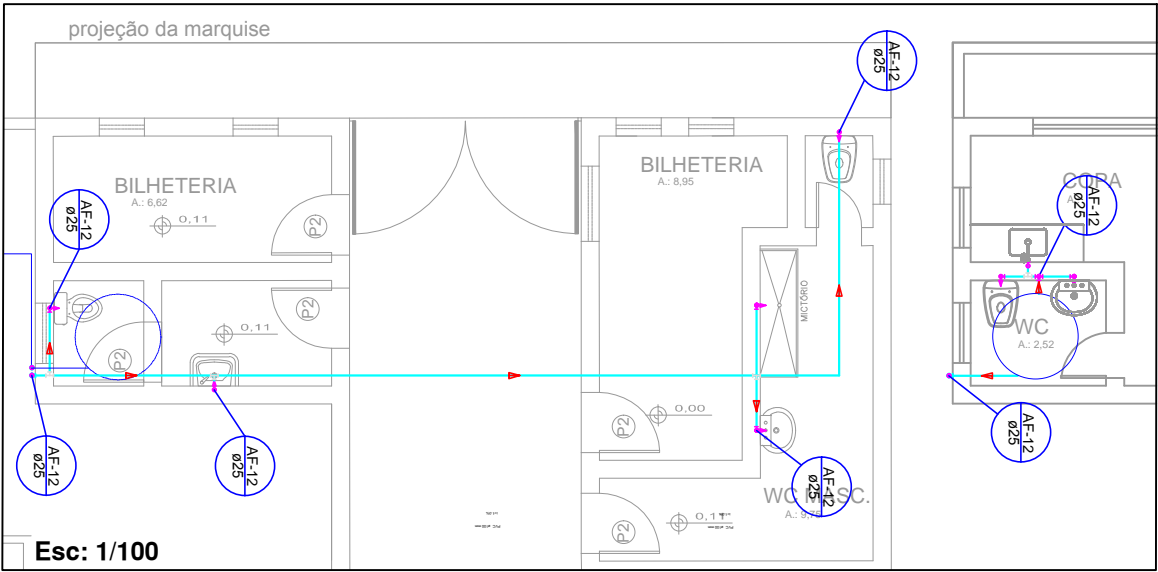 projeção da marquise
AF-12
ø25
BILHETERIA
A.: 6,62
0,11
P2
AF-12
ø25
BILHETERIA
A.: 8,95
COPA
AF-12
ø25
P2
0,11
P2
MICTÓRIO
WC
A.: 2,52
P2
0,00
AF-12
ø25
AF-12
ø25
AF-12
ø25
AF-12
ø25
WC MASC.
P2
0,11
Esc: 1/100